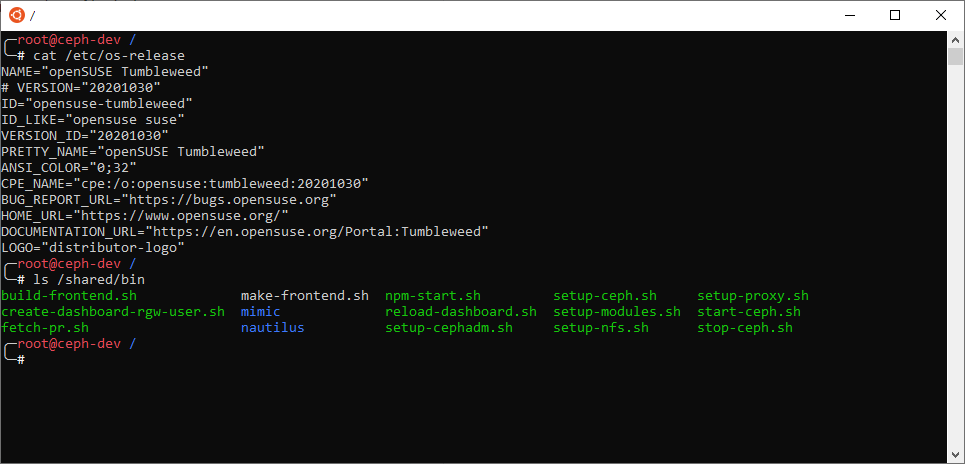 /
╭─root@ceph-dev /
╰─# cat /etc/os-release
NAME="openSUSE Tumbleweed"
# VERSION="20201030"
ID="opensuse-tumbleweed"
ID_LIKE="opensuse suse"
VERSION_ID="20201030"
PRETTY_NAME="openSUSE Tumbleweed"
ANSI_COLOR="0;32"
CPE_NAME="cpe:/o:opensuse:tumbleweed:20201030"
BUG_REPORT_URL="https://bugs.opensuse.org"
HOME_URL="https://www.opensuse.org/"
DOCUMENTATION_URL="https://en.opensuse.org/Portal:Tumbleweed"
LOGO="distributor-logo"
╭─root@ceph-dev /
╰─# ls /shared/bin
build-frontend.sh make-frontend.sh npm-start.sh setup-ceph.sh setup-proxy.sh
create-dashboard-rgw-user.sh mimic reload-dashboard.sh setup-modules.sh start-ceph.sh
fetch-pr.sh nautilus setup-cephadm.sh setup-nfs.sh stop-ceph.sh
╭─root@ceph-dev /
╰─#